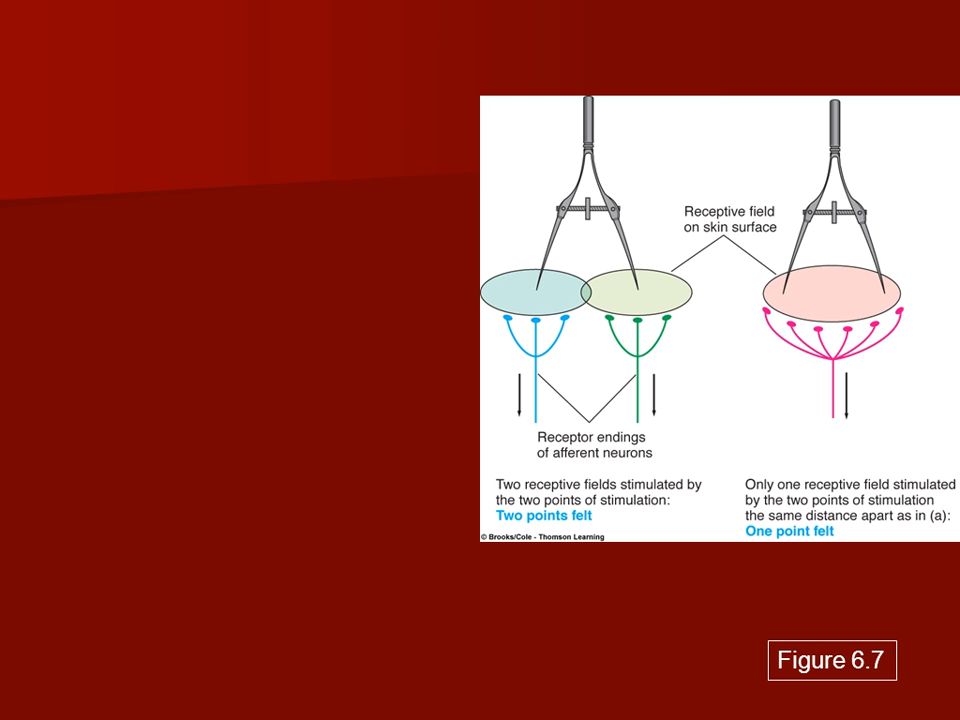 Receptive field
on skin surface
Receptor endings
of afferent neurons
Two receptive fields stimulated by
the two points of stimulation:
Two points felt
Only one receptive field stimulated
by the two points of stimulation
the same distance apart as in (a):
One point felt
© Brooks/Cole - Thomson Learning
Figure 6.7